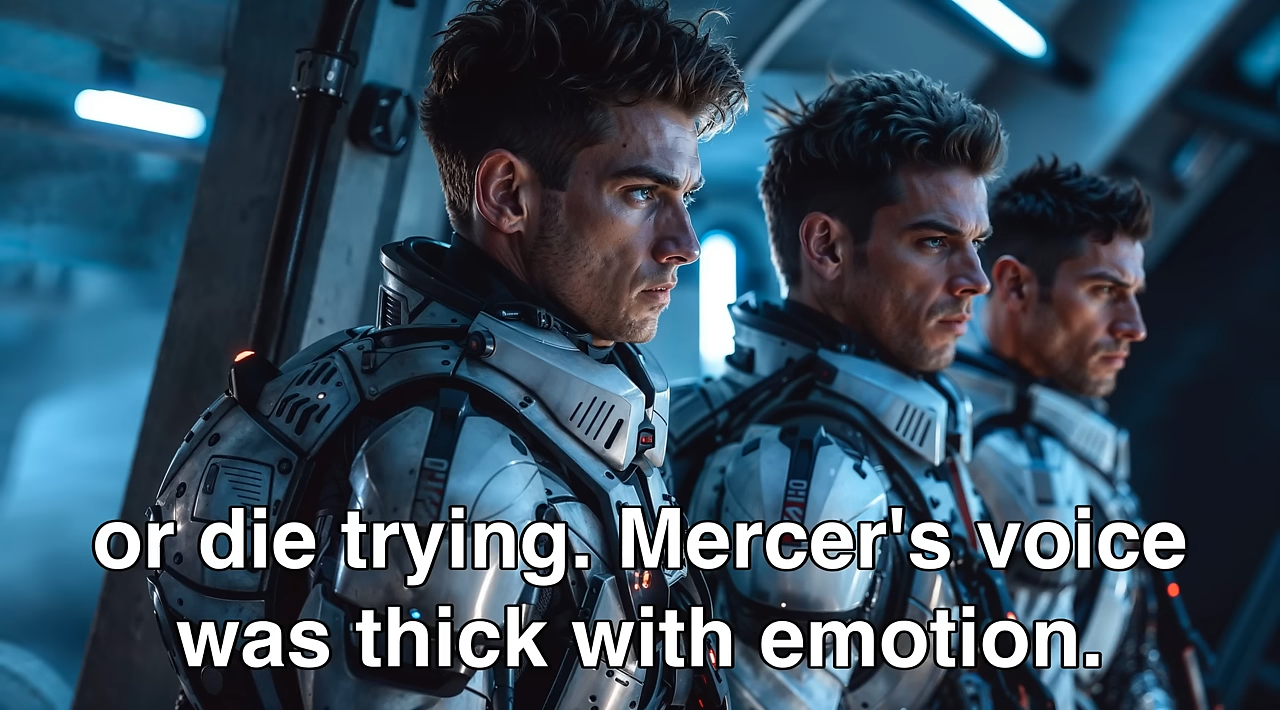 or die trying. Mercer's voice
was thick with emotion.